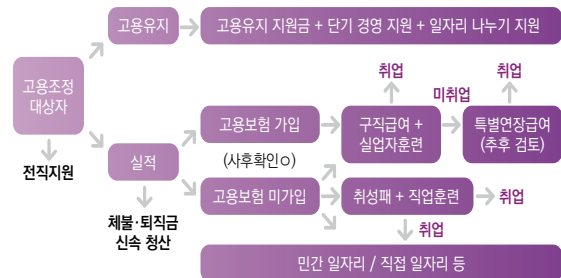 고용유지
고용유지 지원금 + 단기 경영 지원 + 일자리 나누기 지원
고용조정
대상자
전직지원
취업
취업
고용보험 가입
구직급여 +
실업자훈련
미취업
특별연장급여
(추후 검토)
실적
(사후확인o)
고용보험 미가입
취성패 + 직업훈련
취업
체불·퇴직금
신속 청산
취업
민간 일자리 / 직접 일자리 등